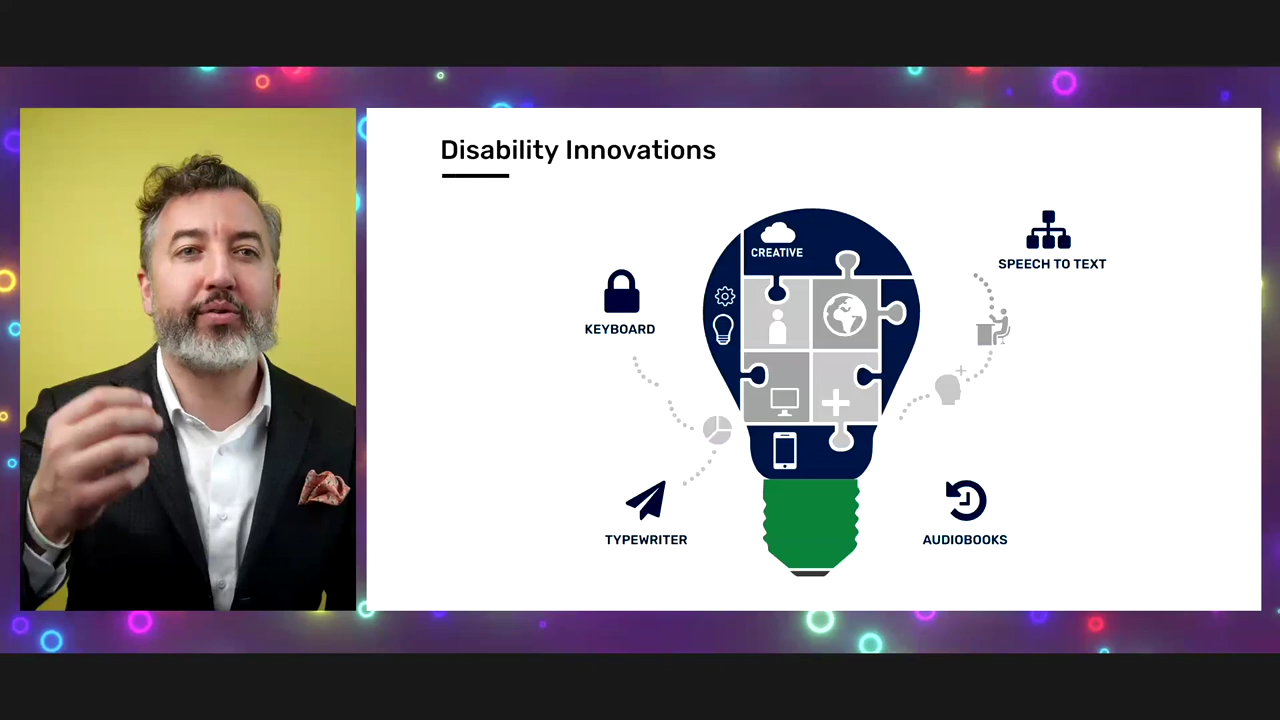 Disability Innovations
CREATIVE
SPEECH TO TEXT
KEYBOARD
TYPEWRITER
AUDIOBOOKS